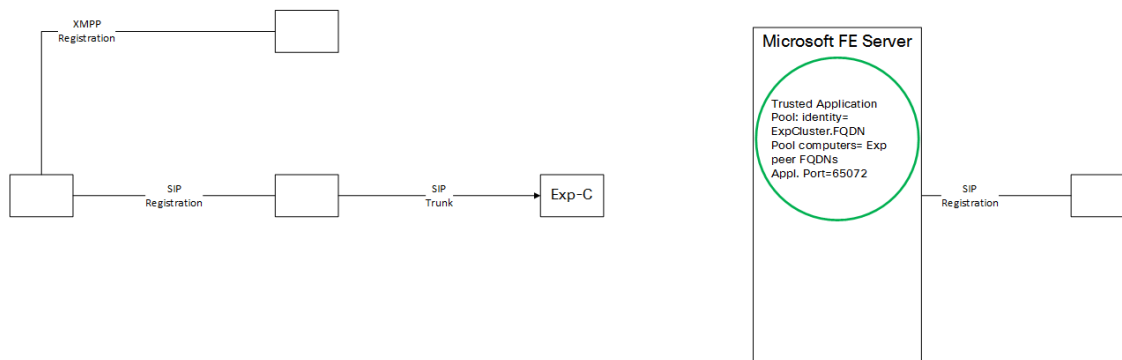 XMPP
Registration
SIP
Registration
SIP
Trunk
Exp-C
Microsoft FE Server
Trusted Application
Pool: identity=
ExpCluster.FQDN
Pool computers= Exp
peer FQDNs
Appl. Port=65072
SIP
Registration